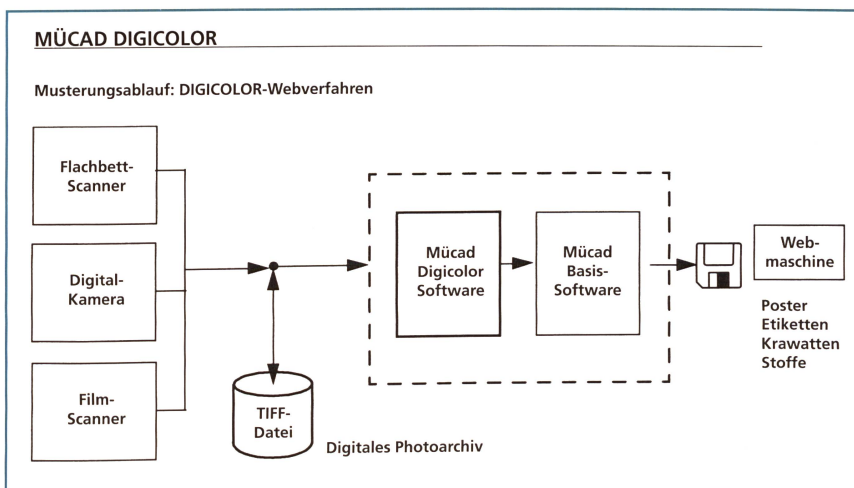 MÜCAD DIGICOLOR
Musterungsablauf: DIGICOLOR-Webverfahren
Flachbett-
Scanner
Digital-
Kamera
Film-
Scanner
TIFF-
Datei
Digitales Photoarchiv
Mücad
Digicolor
Software
Mücad
Basis-
Software
Web-
maschine
Poster
Etiketten
Krawatten
Stoffe